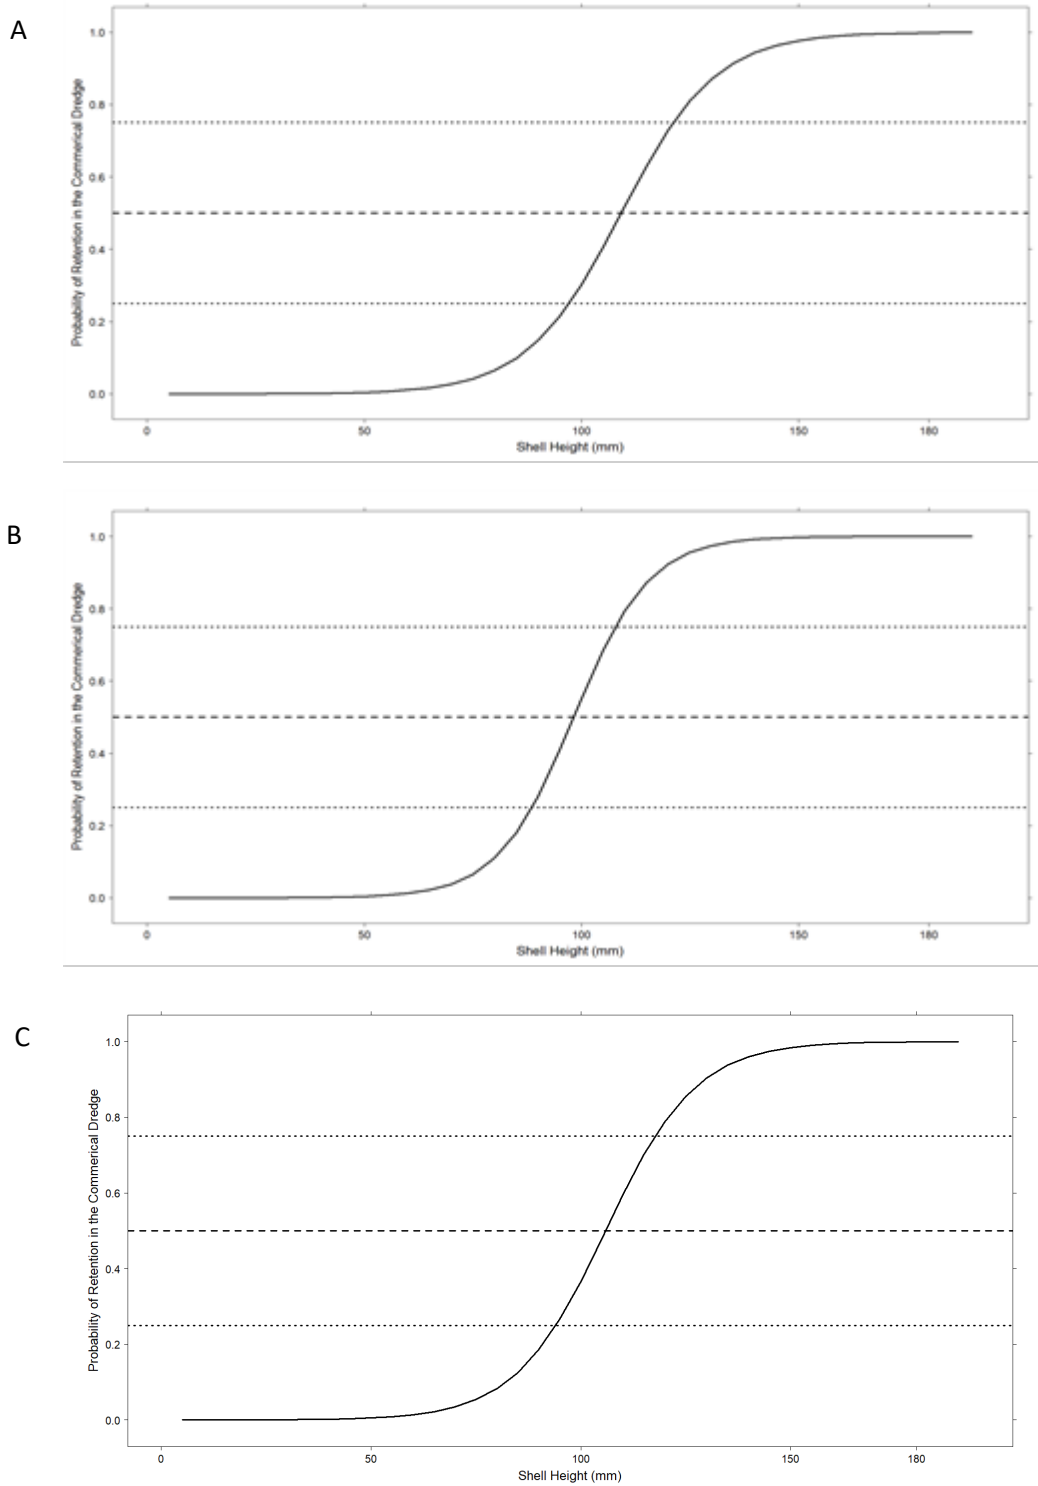 A
Probability of Retention in the Commerical Dredge
1.0
0.8
0.6
0.4
0.2
0.0
0 50 100 150 180
Shell Height (mm)
B
Probability of Retention in the Commerical Dredge
1.0
0.8
0.6
0.4
0.2
0.0
0 50 100 150 180
Shell Height (mm)
C
Probability of Retention in the Commerical Dredge
1.0
0.8
0.6
0.4
0.2
0.0
0 50 100 150 180
Shell Height (mm)